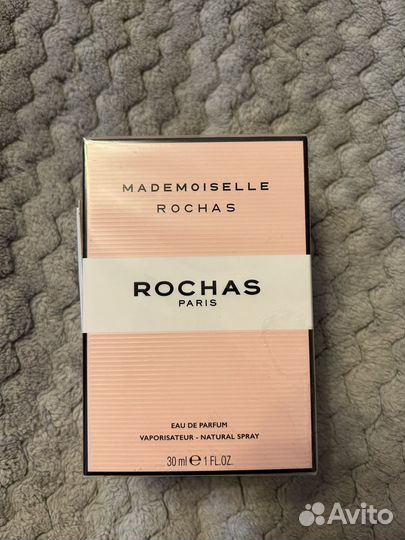 MADEMOISELLE
ROCHAS
ROCHAS
PARIS
EAU DE PARFUM
VAPORISATEUR - NATURAL SPRAY
30 ml e 1 FL.OZ.
Avito